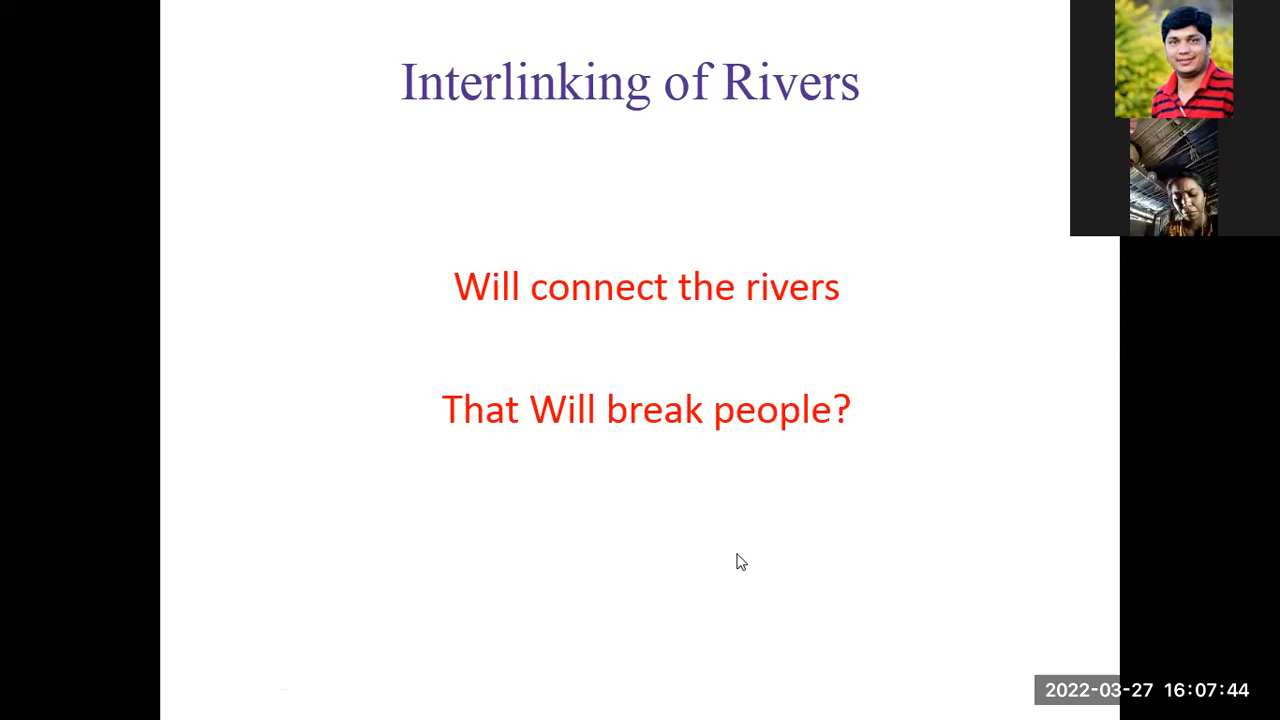 Interlinking of Rivers
Will connect the rivers
That Will break people?
2022-03-27 16:07:44